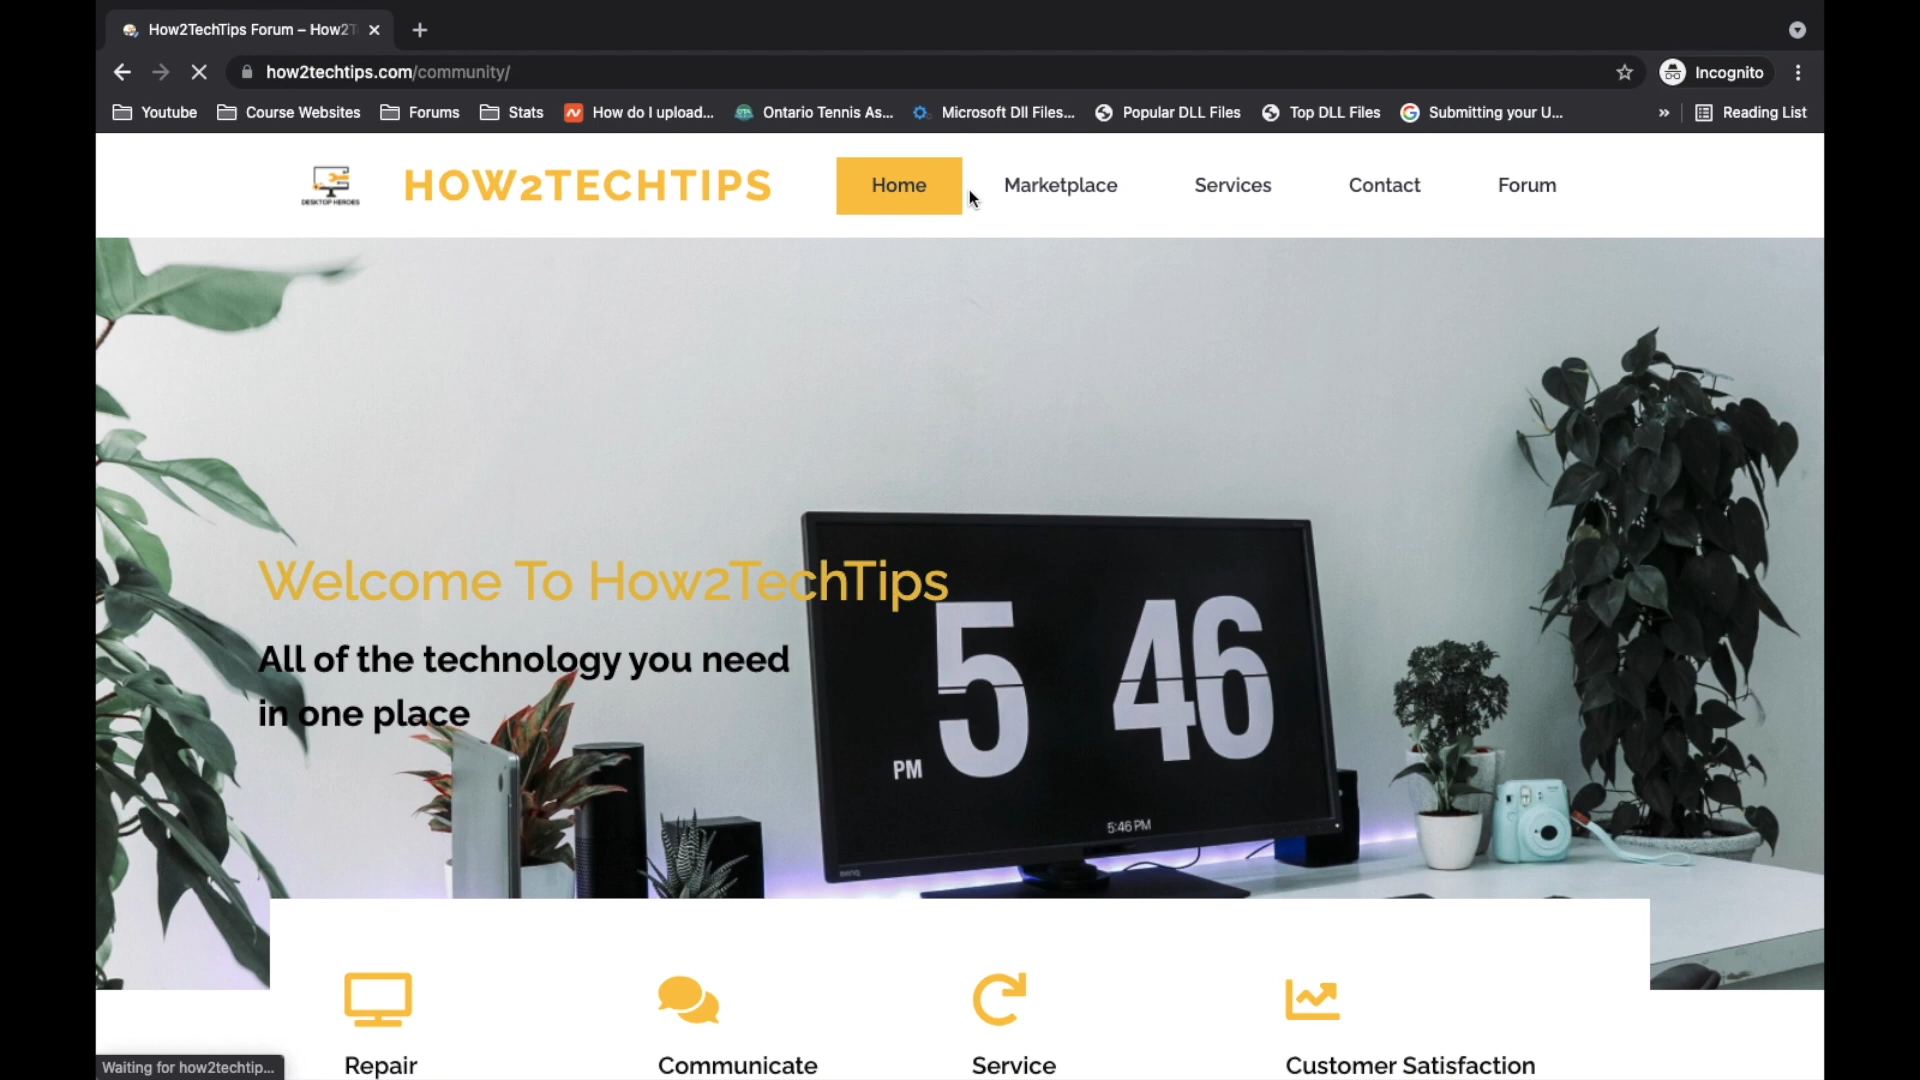 How2TechTips Forum – How2T
how2techtips.com/community/
Incognito
Youtube
Course Websites
Forums
Stats
How do I upload...
Ontario Tennis As...
Microsoft Dll Files...
Popular DLL Files
Top DLL Files
Submitting your U...
»
Reading List
DESKTOP HEROES
HOW2TECHTIPS
Home
Marketplace
Services
Contact
Forum
Welcome To How2TechTips
All of the technology you need
in one place
5 46
PM
5:46 PM
BenQ
Repair
Communicate
Service
Customer Satisfaction
Waiting for how2techtip...